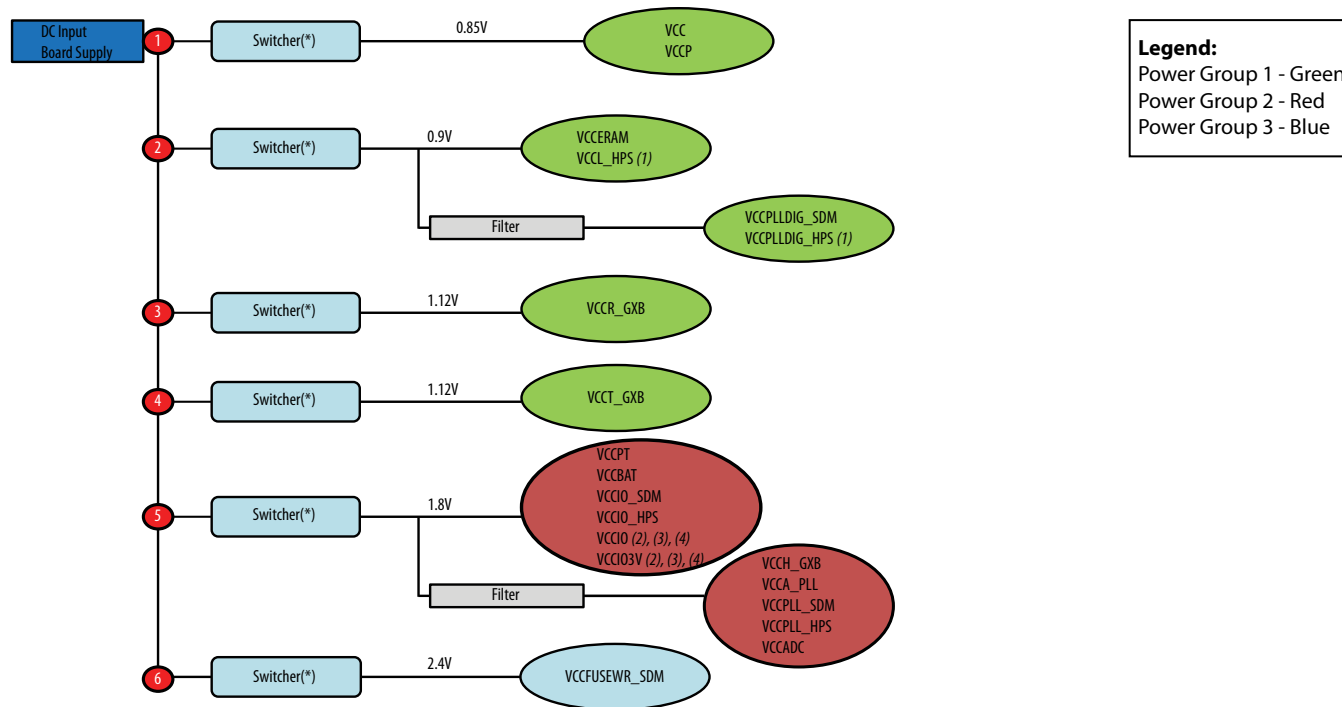 DC Input
Board Supply
1
Switcher(*)
0.85V
VCC
VCCP
Legend:
Power Group 1 - Green
Power Group 2 - Red
Power Group 3 - Blue
2
Switcher(*)
0.9V
VCCERAM
VCCL_HPS (1)
Filter
VCCPLLDIG_SDM
VCCPLLDIG_HPS (1)
3
Switcher(*)
1.12V
VCCR_GXB
4
Switcher(*)
1.12V
VCCT_GXB
5
Switcher(*)
1.8V
VCCPT
VCCBAT
VCCIO_SDM
VCCIO_HPS
VCCIO (2), (3), (4)
VCCIO3V (2), (3), (4)
Filter
VCCH_GXB
VCCA_PLL
VCCPLL_SDM
VCCPLL_HPS
VCCADC
6
Switcher(*)
2.4V
VCCFUSEWR_SDM